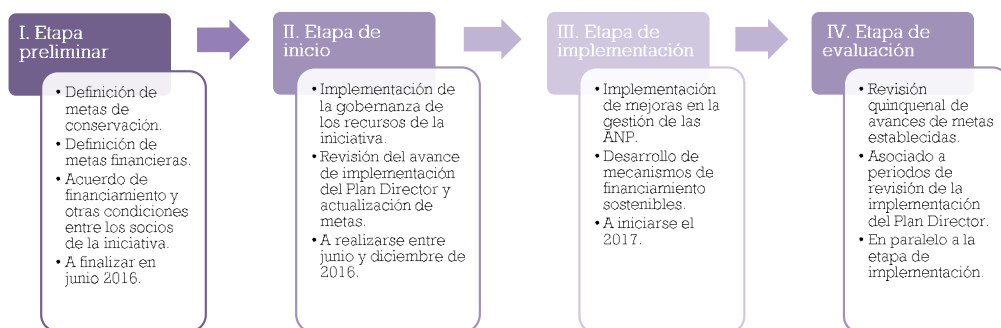 I. Etapa
preliminar
• Definición de
metas de
conservación.
• Definición de
metas financieras.
• Acuerdo de
financiamiento y
otras condiciones
entre los socios
de la iniciativa.
• A finalizar en
junio 2016.
II. Etapa de
inicio
• Implementación de
la gobernanza de
los recursos de la
iniciativa.
• Revisión del avance
de implementación
del Plan Director y
actualización de
metas.
• A realizarse entre
junio y diciembre de
2016.
III. Etapa de
implementación
• Implementación
de mejoras en la
gestión de las
ANP.
• Desarrollo de
mecanismos de
financiamiento
sostenibles.
• A iniciarse el
2017.
IV. Etapa de
evaluación
• Revisión
quinquenal de
avances de metas
establecidas.
• Asociado a
periodos de
revisión de la
implementación
del Plan Director.
• En paralelo a la
etapa de
implementación.